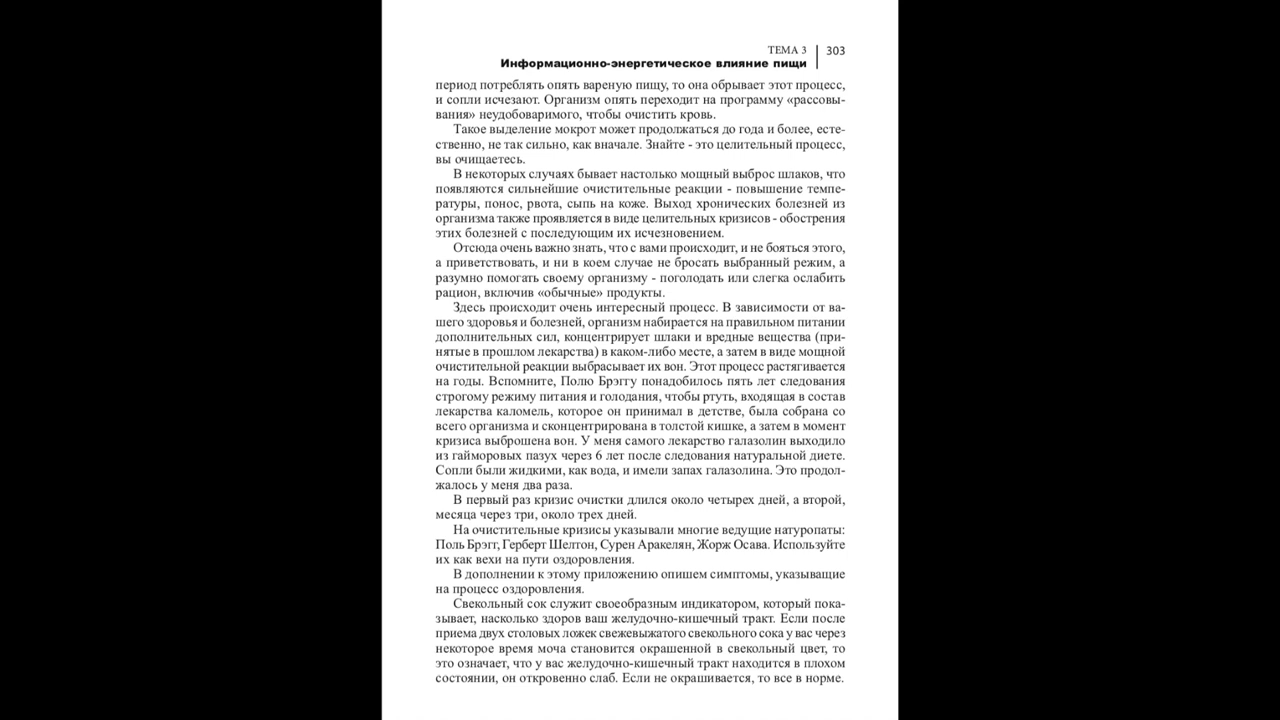 ТЕМА 3
303
Информационно-энергетическое влияние пищи
период потреблять опять вареную пищу, то она обрывает этот процесс,
и сопли исчезают. Организм опять переходит на программу «рассовы-
вания» неудобоваримого, чтобы очистить кровь.
Такое выделение мокрот может продолжаться до года и более, есте-
ственно, не так сильно, как вначале. Знайте - это целительный процесс,
вы очищаетесь.
В некоторых случаях бывает настолько мощный выброс шлаков, что
появляются сильнейшие очистительные реакции - повышение темпе-
ратуры, понос, рвота, сыпь на коже. Выход хронических болезней из
организма также проявляется в виде целительных кризисов - обострения
этих болезней с последующим их исчезновением.
Отсюда очень важно знать, что с вами происходит, и не бояться этого,
а приветствовать, и ни в коем случае не бросать выбранный режим, а
разумно помогать своему организму - поголодать или слегка ослабить
рацион, включив «обычные» продукты.
Здесь происходит очень интересный процесс. В зависимости от ва-
шего здоровья и болезней, организм набирается на правильном питании
дополнительных сил, концентрирует шлаки и вредные вещества (при-
нятые в прошлом лекарства) в каком-либо месте, а затем в виде мощной
очистительной реакции выбрасывает их вон. Этот процесс растягивается
на годы. Вспомните, Полю Брэггу понадобилось пять лет следования
строгому режиму питания и голодания, чтобы ртуть, входящая в состав
лекарства каломель, которое он принимал в детстве, была собрана со
всего организма и сконцентрирована в толстой кишке, а затем в момент
кризиса выброшена вон. У меня самого лекарство галазолин выходило
из гайморовых пазух через 6 лет после следования натуральной диете.
Сопли были жидкими, как вода, и имели запах галазолина. Это продол-
жалось у меня два раза.
В первый раз кризис очистки длился около четырех дней, а второй,
месяца через три, около трех дней.
На очистительные кризисы указывали многие ведущие натуропаты:
Поль Брэгг, Герберт Шелтон, Сурен Аракелян, Жорж Осава. Используйте
их как вехи на пути оздоровления.
В дополнении к этому приложению опишем симптомы, указывающие
на процесс оздоровления.
Свекольный сок служит своеобразным индикатором, который пока-
зывает, насколько здоров ваш желудочно-кишечный тракт. Если после
приема двух столовых ложек свежевыжатого свекольного сока у вас через
некоторое время моча становится окрашенной в свекольный цвет, то
это означает, что у вас желудочно-кишечный тракт находится в плохом
состоянии, он откровенно слаб. Если не окрашивается, то все в норме.